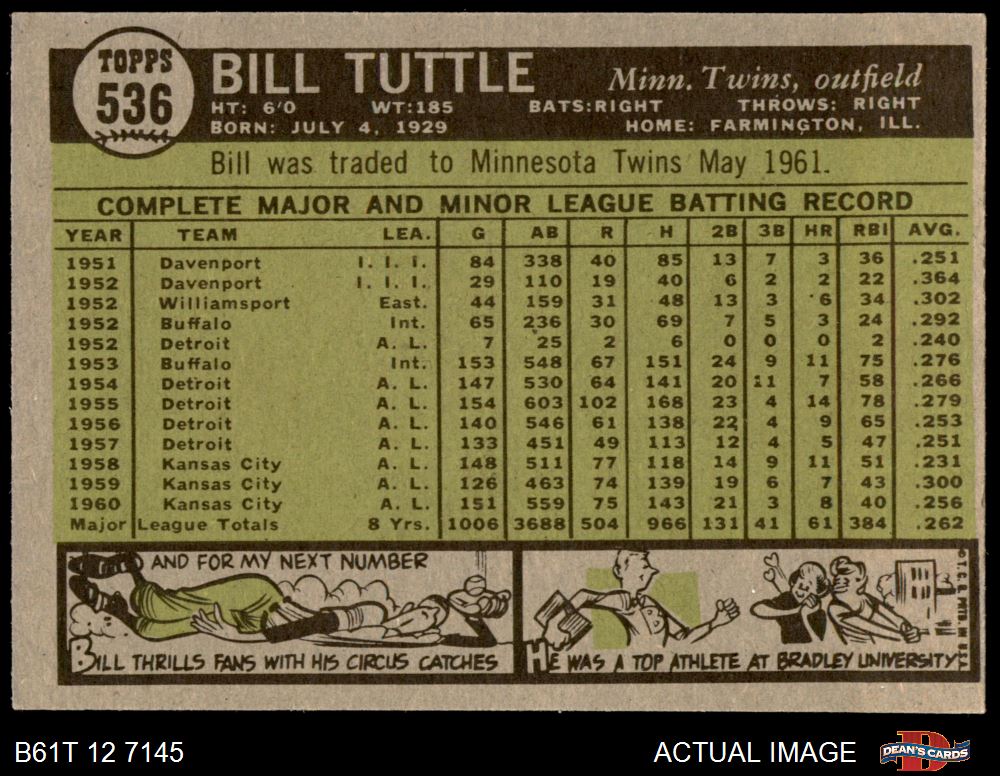 TOPPS
536
BILL TUTTLE
Minn. Twins, outfield
HT: 6'0 WT:185 BATS:RIGHT THROWS: RIGHT
BORN: JULY 4, 1929 HOME: FARMINGTON, ILL.
Bill was traded to Minnesota Twins May 1961.
COMPLETE MAJOR AND MINOR LEAGUE BATTING RECORD
YEAR TEAM LEA. G AB R H 2B 3B HR RBI AVG.
1951 Davenport I. I. I. 84 338 40 85 13 7 3 36 .251
1952 Davenport I. I. I. 29 110 19 40 6 2 2 22 .364
1952 Williamsport East. 44 159 31 48 13 3 6 34 .302
1952 Buffalo Int. 65 236 30 69 7 5 3 24 .292
1952 Detroit A. L. 7 25 2 6 0 0 0 2 .240
1953 Buffalo Int. 153 548 67 151 24 9 11 75 .276
1954 Detroit A. L. 147 530 64 141 20 11 7 58 .266
1955 Detroit A. L. 154 603 102 168 23 4 14 78 .279
1956 Detroit A. L. 140 546 61 138 22 4 9 65 .253
1957 Detroit A. L. 133 451 49 113 12 4 5 47 .251
1958 Kansas City A. L. 148 511 77 118 14 9 11 51 .231
1959 Kansas City A. L. 126 463 74 139 19 6 7 43 .300
1960 Kansas City A. L. 151 559 75 143 21 3 8 40 .256
Major League Totals 8 Yrs. 1006 3688 504 966 131 41 61 384 .262
AND FOR MY NEXT NUMBER
BILL THRILLS FANS WITH HIS CIRCUS CATCHES
HE WAS A TOP ATHLETE AT BRADLEY UNIVERSITY
© T. C. G. PRTD. IN U.S.A.
B61T 12 7145
ACTUAL IMAGE
DEAN'S CARDS